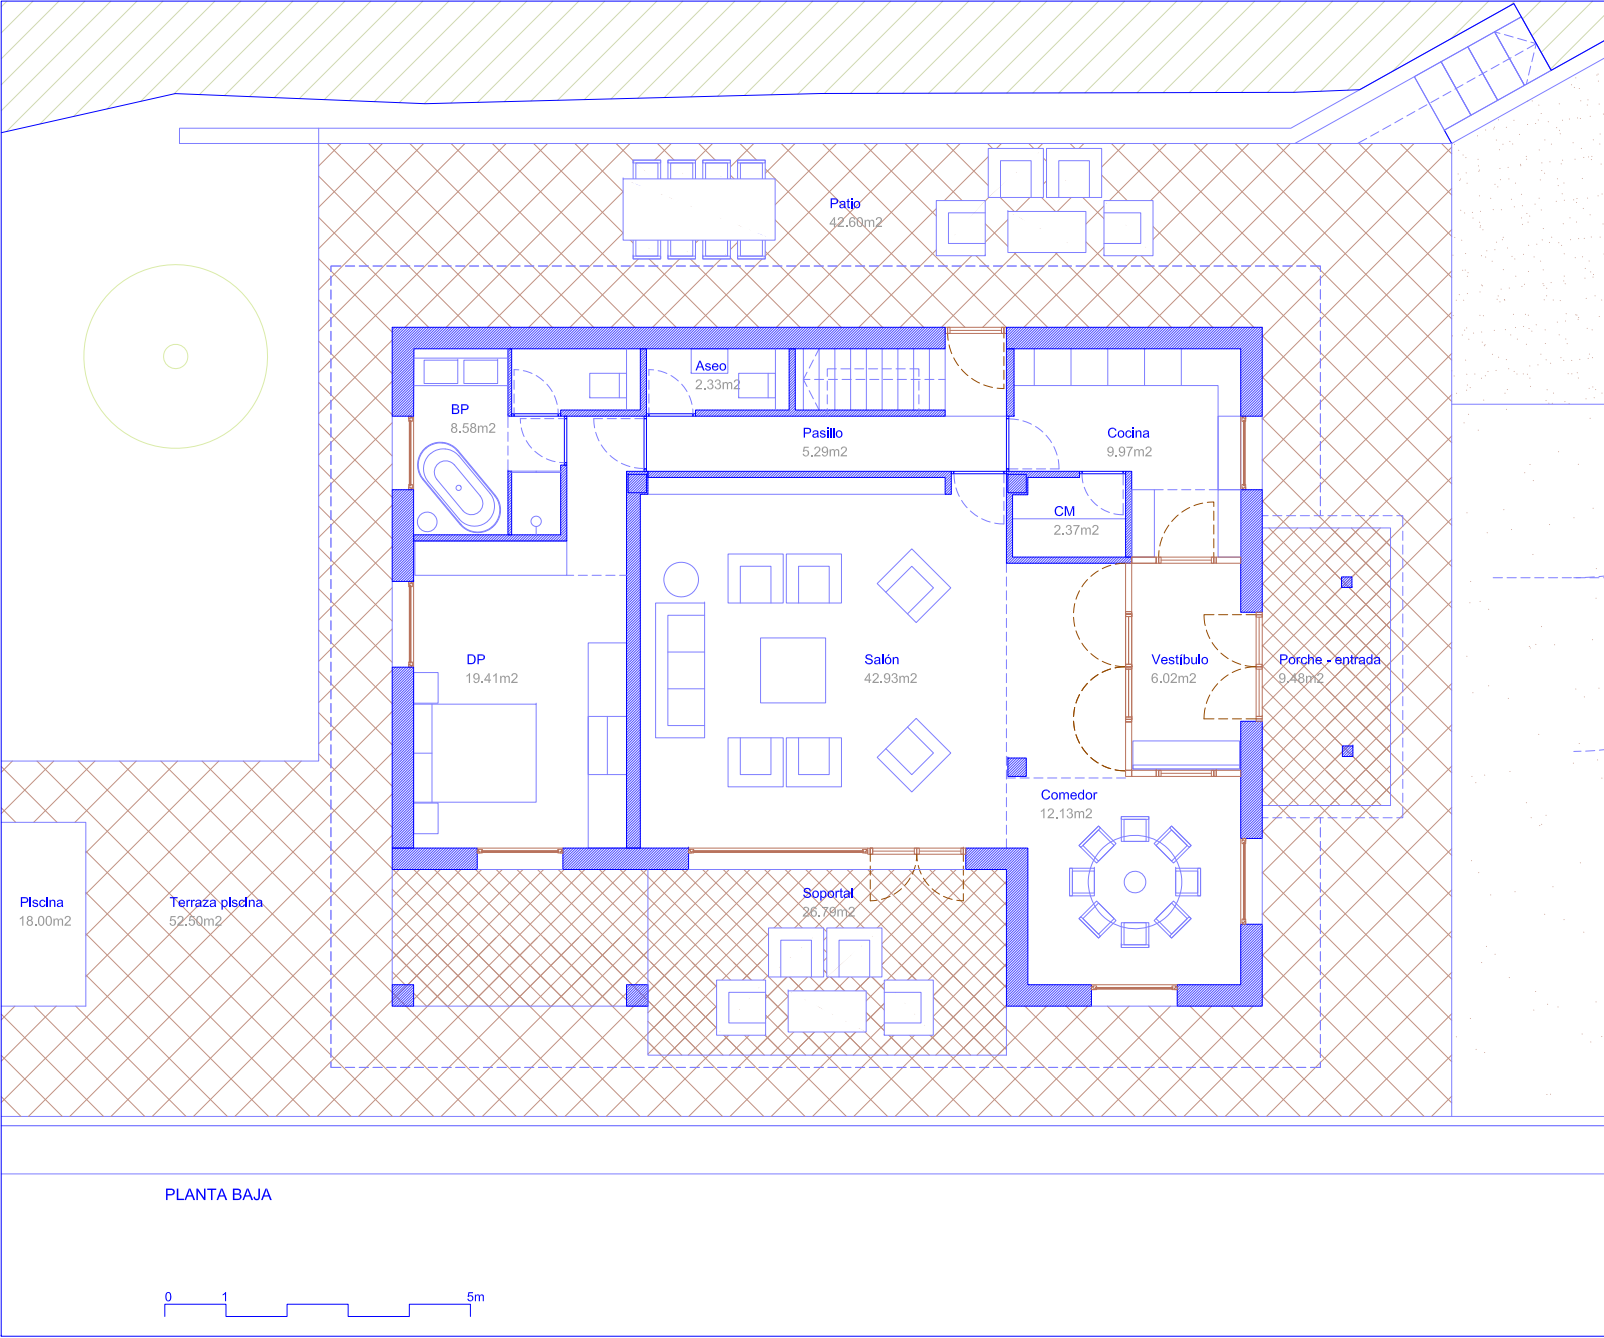 Patio
42.60m2
Aseo
2.33m2
BP
8.58m2
Pasillo
5.29m2
Cocina
9.97m2
CM
2.37m2
DP
19.41m2
Salón
42.93m2
Vestíbulo
6.02m2
Porche - entrada
9.48m2
Comedor
12.13m2
Piscina
18.00m2
Terraza piscina
52.50m2
Soportal
26.79m2
PLANTA BAJA
0 1 5m